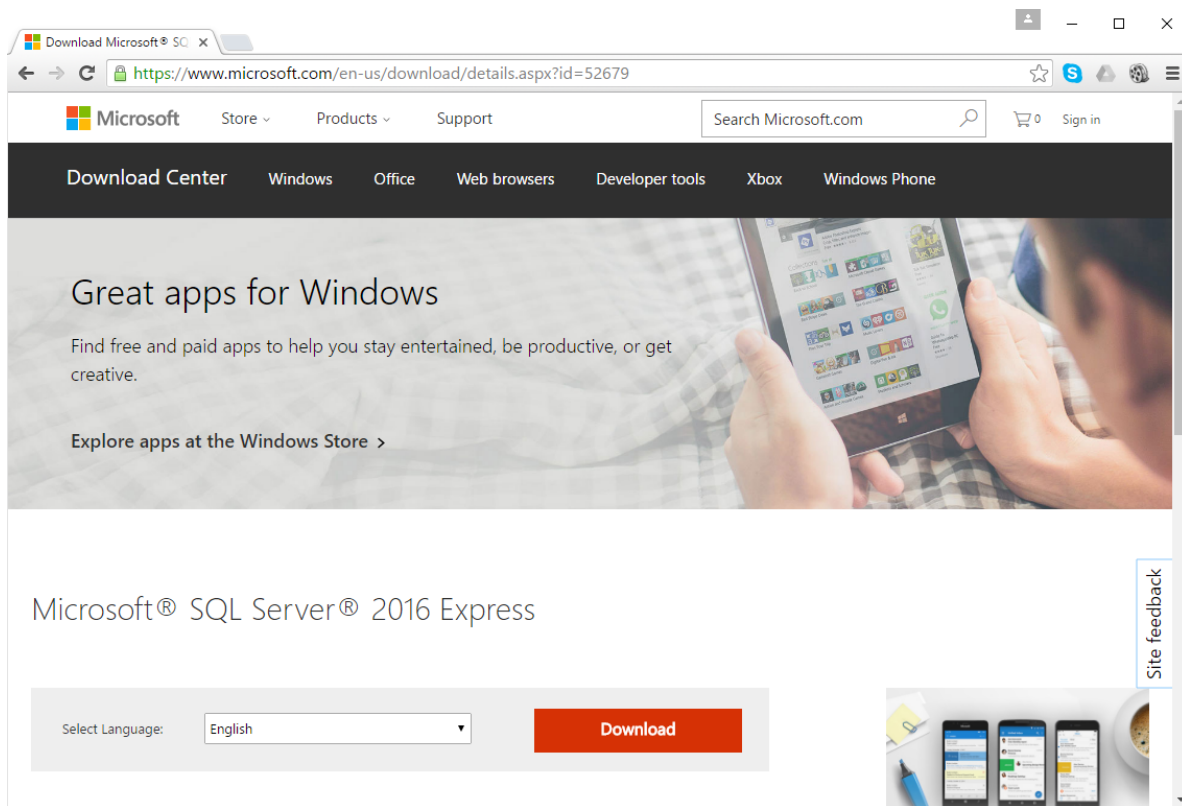 Download Microsoft® SQ
https://www.microsoft.com/en-us/download/details.aspx?id=52679
Microsoft Store Products Support Search Microsoft.com 0 Sign in
Download Center Windows Office Web browsers Developer tools Xbox Windows Phone
Great apps for Windows
Find free and paid apps to help you stay entertained, be productive, or get
creative.
Explore apps at the Windows Store >
Site feedback
Microsoft® SQL Server® 2016 Express
Select Language: English Download